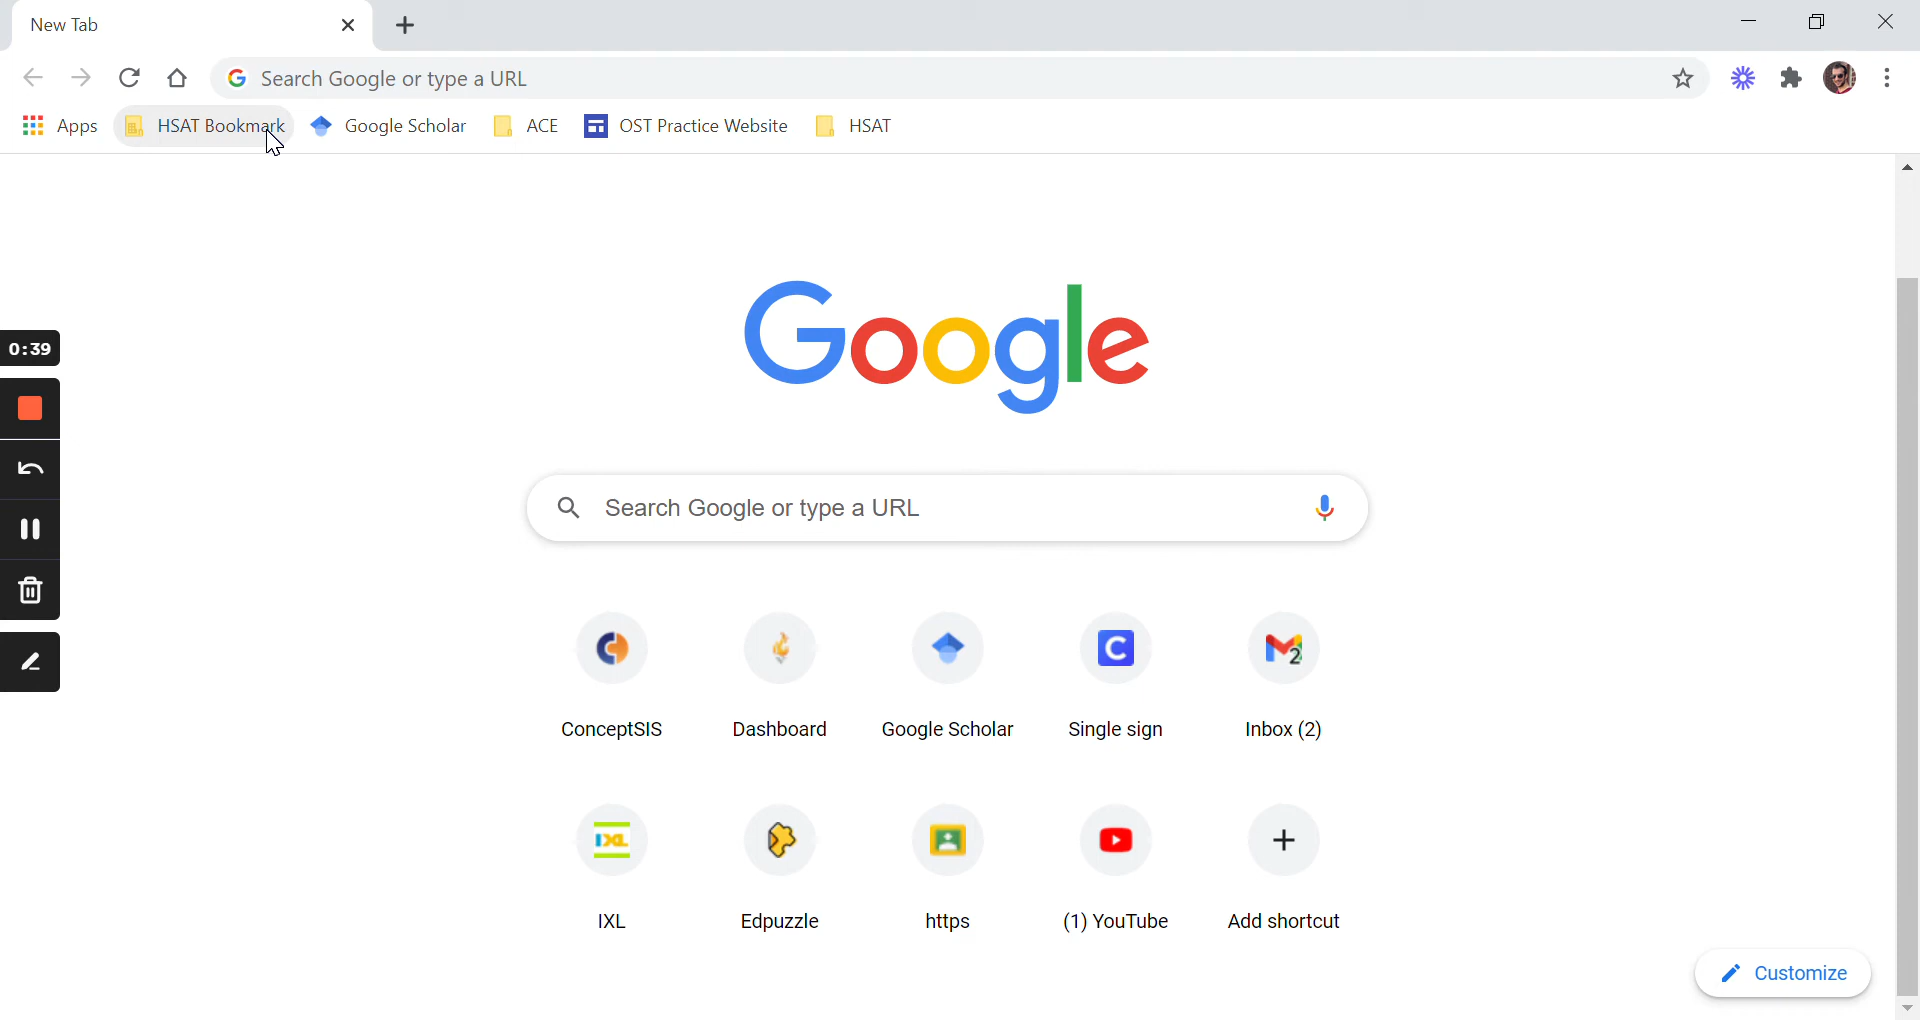 New Tab
Search Google or type a URL
Apps HSAT Bookmark Google Scholar ACE OST Practice Website HSAT
Google
0:39
Search Google or type a URL
ConceptSIS Dashboard Google Scholar Single sign Inbox (2)
IXL Edpuzzle https (1) YouTube Add shortcut
Customize